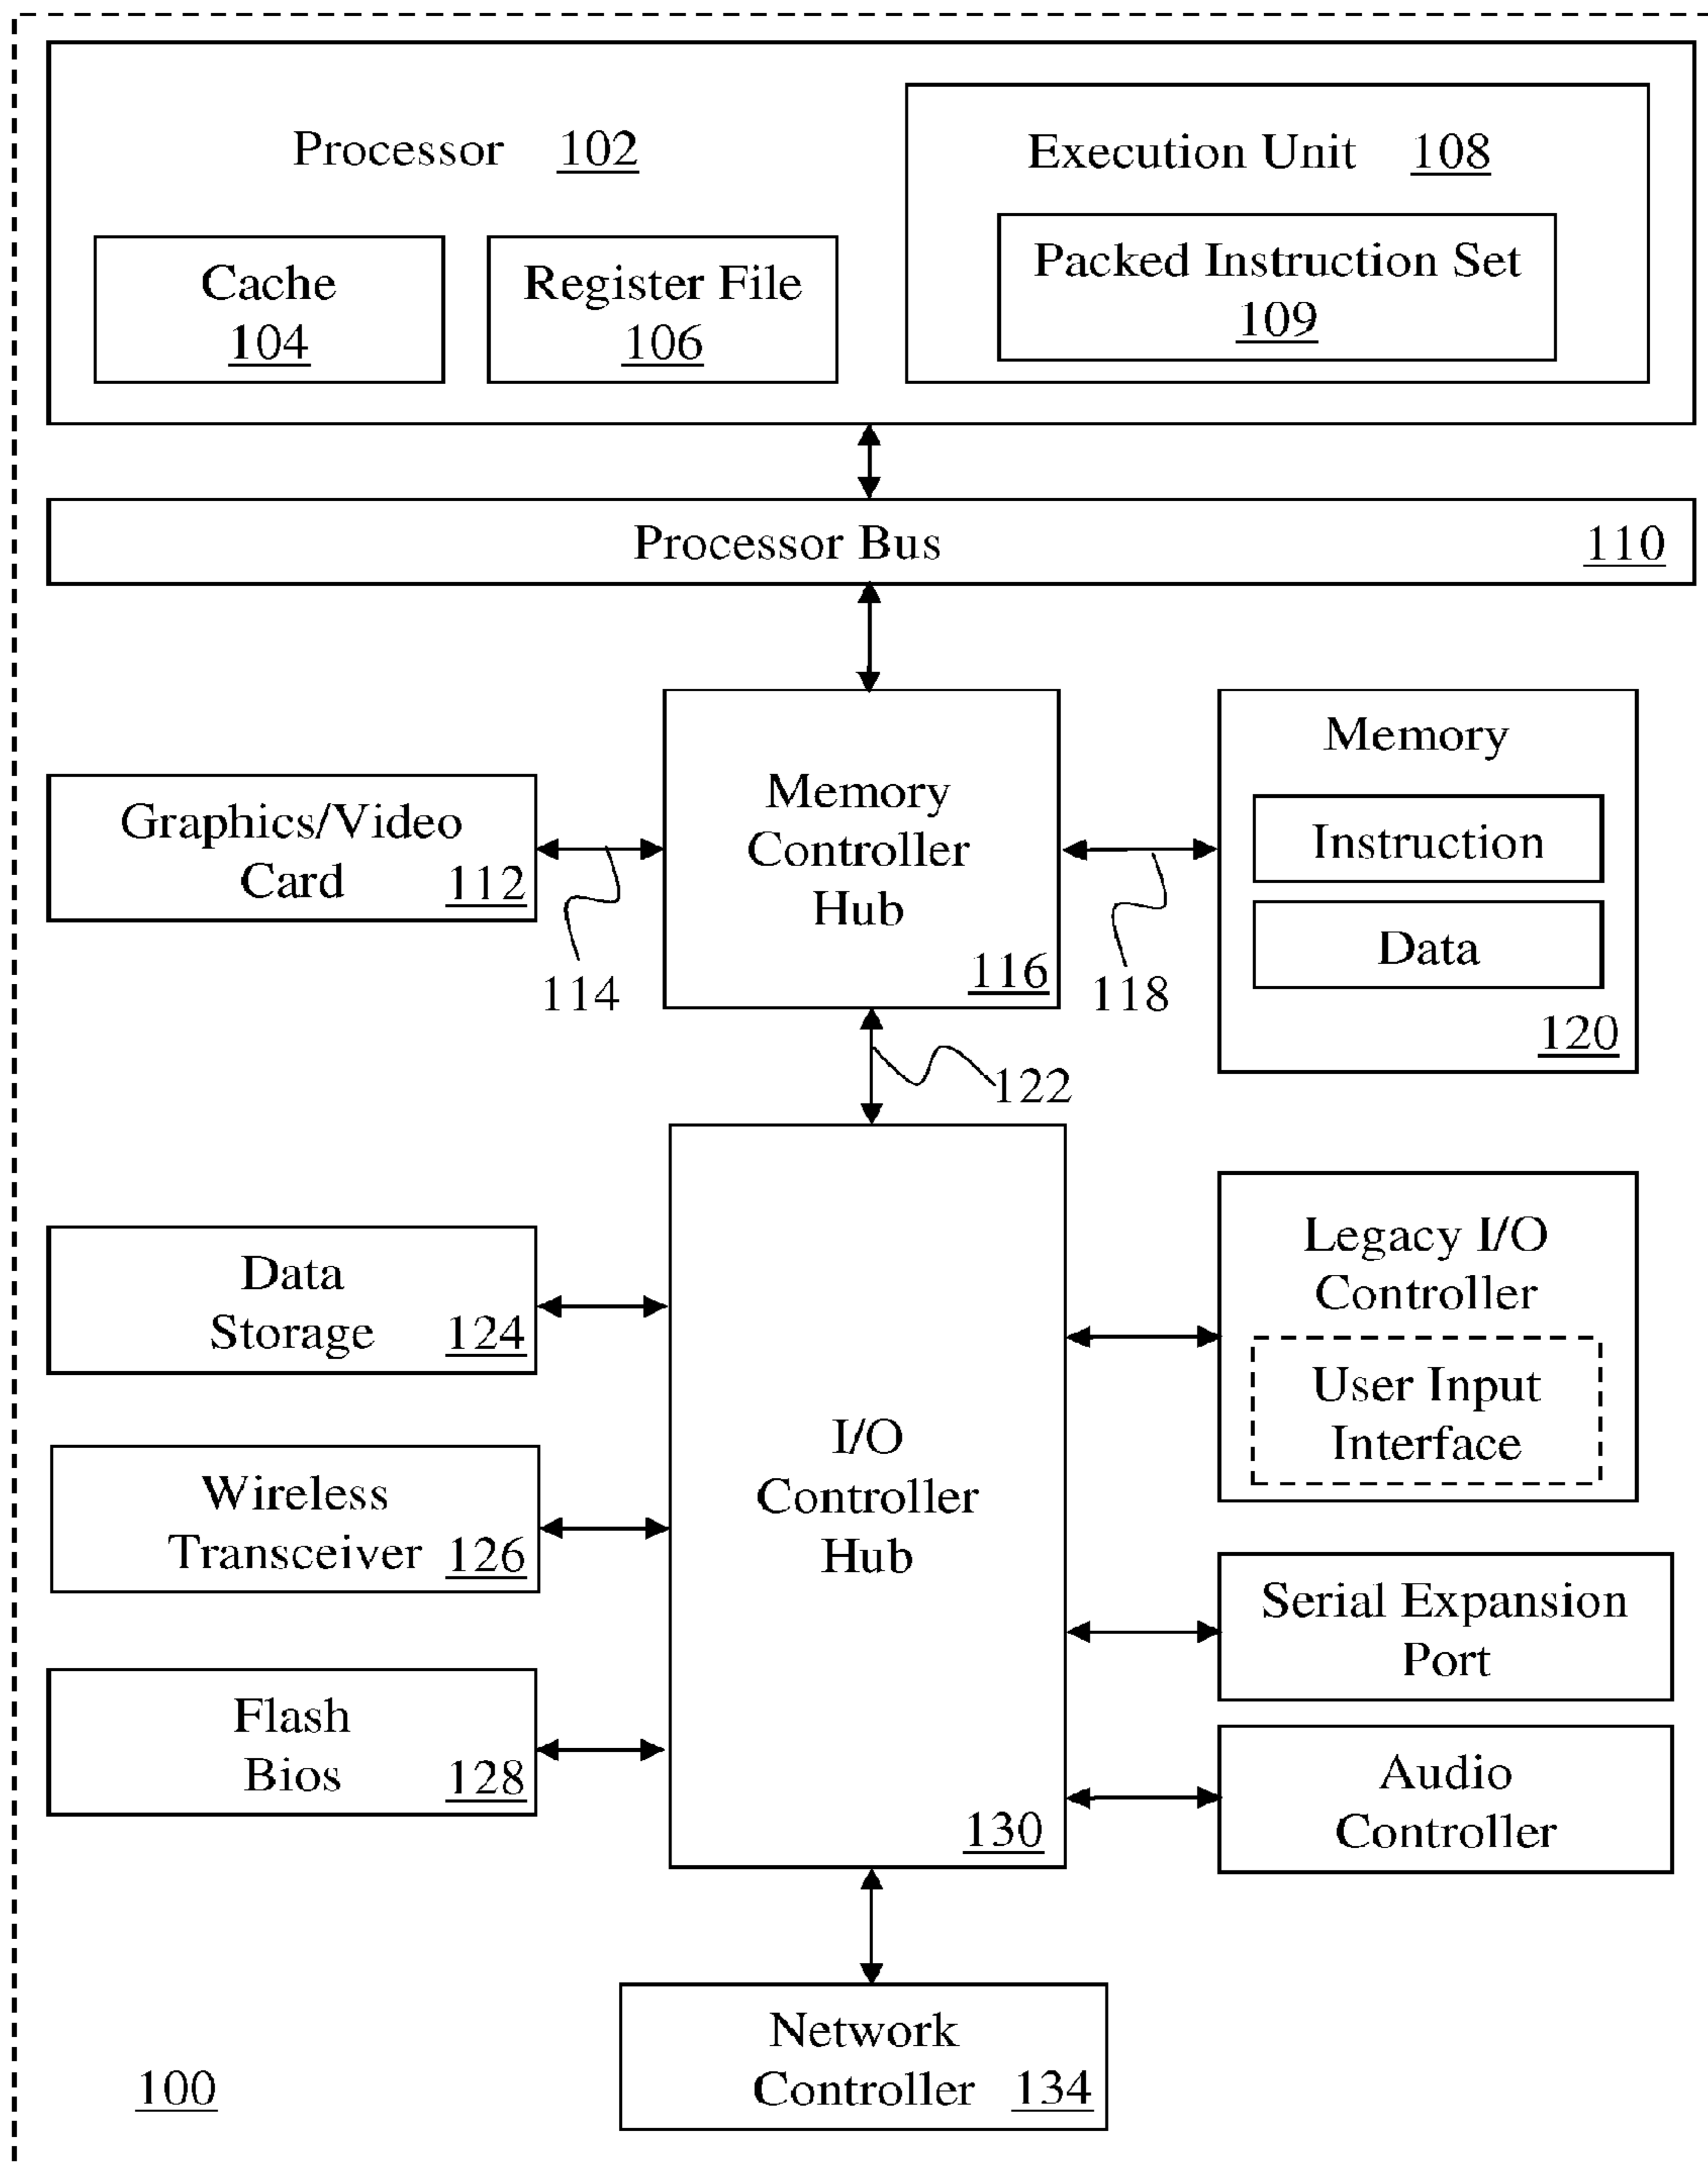 Processor 102
Execution Unit 108
Cache
104
Register File
106
Packed Instruction Set
109
Processor Bus 110
Graphics/Video
Card 112
114
Memory
Controller
Hub
116
118
Memory
Instruction
Data
120
122
Data
Storage 124
Wireless
Transceiver 126
Flash
Bios 128
I/O
Controller
Hub
130
Legacy I/O
Controller
User Input
Interface
Serial Expansion
Port
Audio
Controller
Network
Controller 134
100